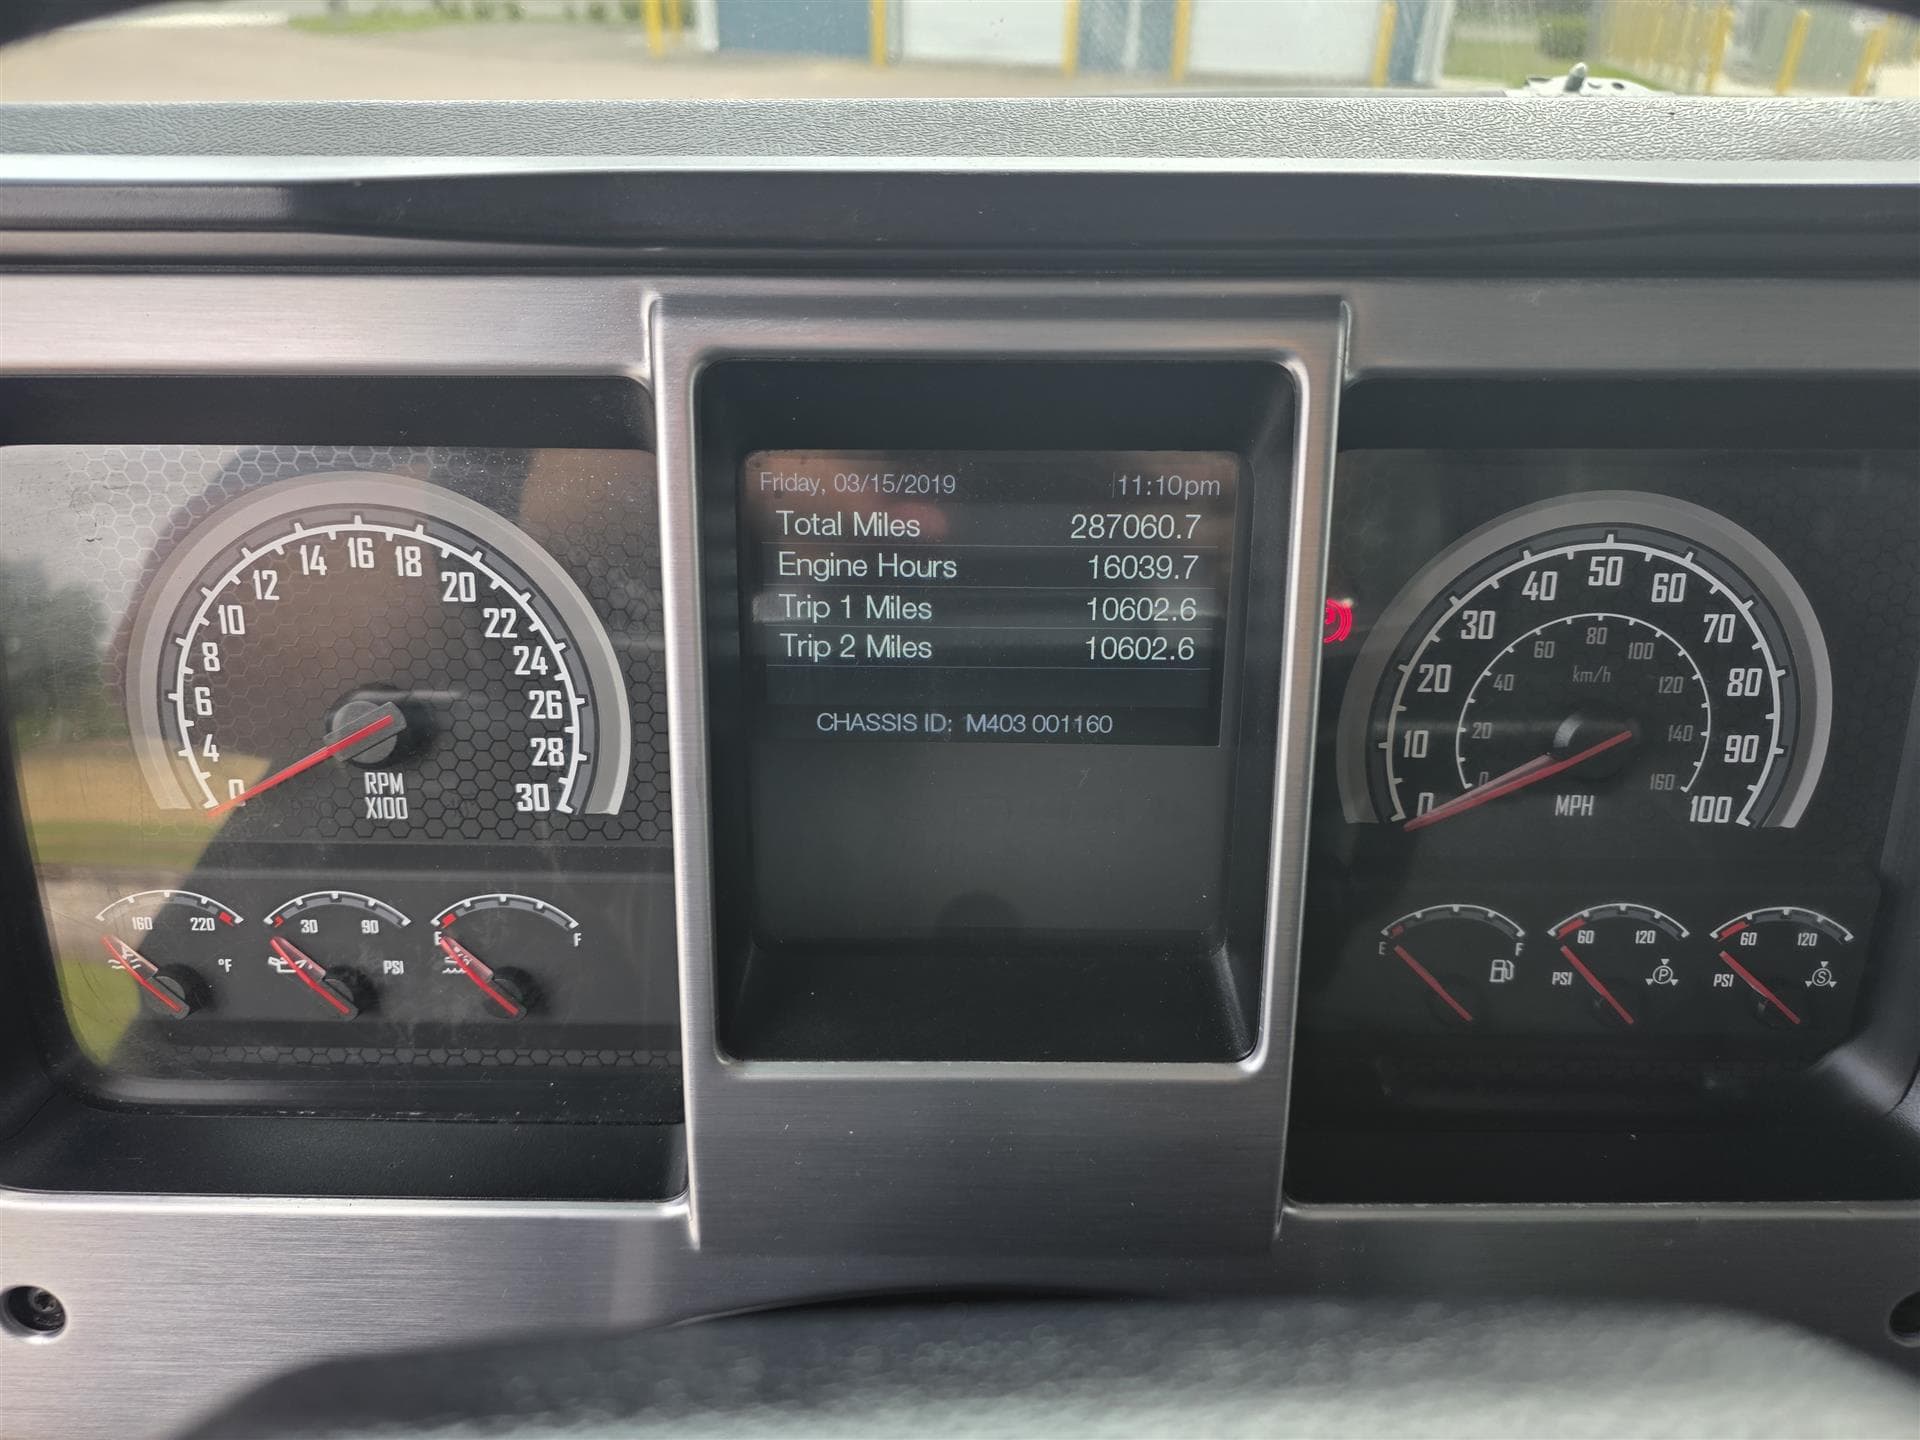 Friday, 03/15/2019 11:10pm
Total Miles 287060.7
Engine Hours 16039.7
Trip 1 Miles 10602.6
Trip 2 Miles 10602.6
CHASSIS ID: M403 001160
0 4 6 8 10 12 14 16 18 20 22 24 26 28 30
RPM
X100
160 220
°F
30 90
PSI
E F
0 10 20 30 40 50 60 70 80 90 100
0 20 40 60 80 100 120 140 160
km/h
MPH
E F
60 120
PSI P
60 120
PSI S